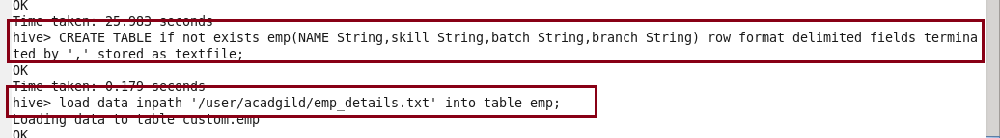 OK
Time taken: 25.983 seconds
hive> CREATE TABLE if not exists emp(NAME String,skill String,batch String,branch String) row format delimited fields termina
ted by ',' stored as textfile;
OK
Time taken: 0.179 seconds
hive> load data inpath '/user/acadgild/emp_details.txt' into table emp;
Loading data to table custom.emp
OK